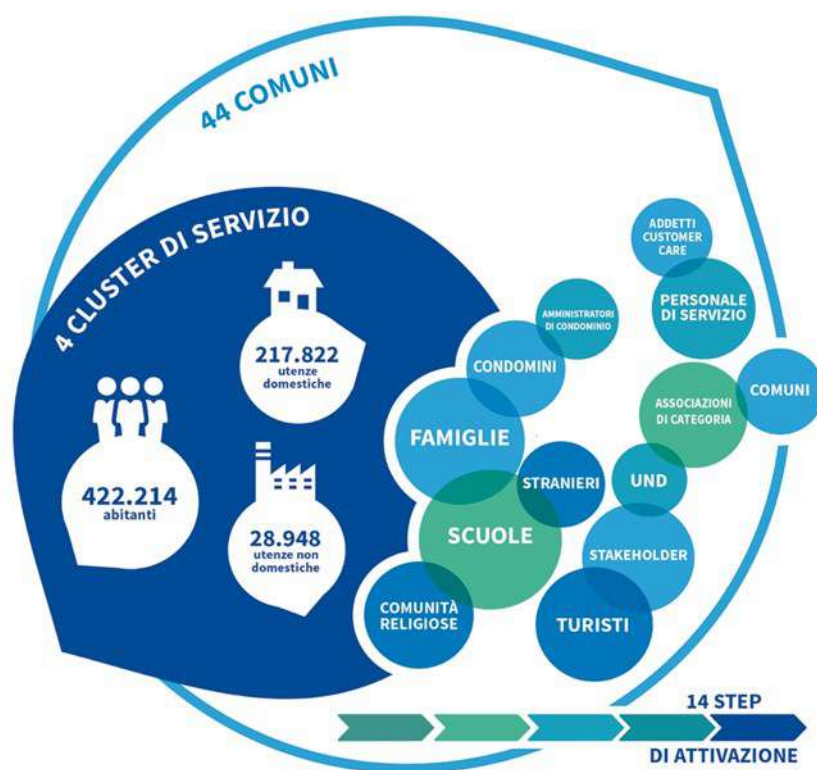 44 COMUNI
4 CLUSTER DI SERVIZIO
217.822
utenze
domestiche
422.214
abitanti
28.948
utenze non
domestiche
ADDETTI
CUSTOMER
CARE
PERSONALE
DI SERVIZIO
AMMINISTRATORI
DI CONDOMINIO
CONDOMINI
COMUNI
ASSOCIAZIONI
DI CATEGORIA
FAMIGLIE
STRANIERI
UND
SCUOLE
STAKEHOLDER
COMUNITÀ
RELIGIOSE
TURISTI
14 STEP
DI ATTIVAZIONE